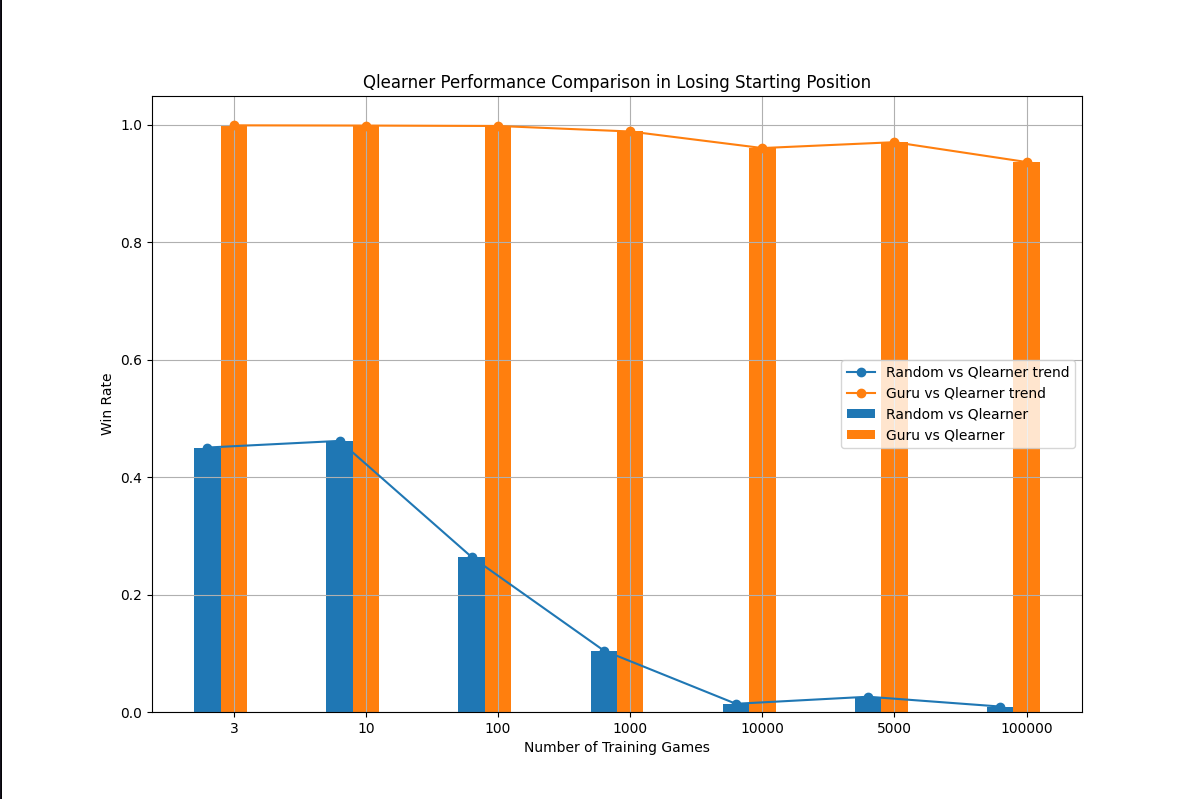 Qlearner Performance Comparison in Losing Starting Position
1.0
0.8
0.6
0.4
0.2
0.0
Win Rate
Random vs Qlearner trend
Guru vs Qlearner trend
Random vs Qlearner
Guru vs Qlearner
3 10 100 1000 10000 5000 100000
Number of Training Games